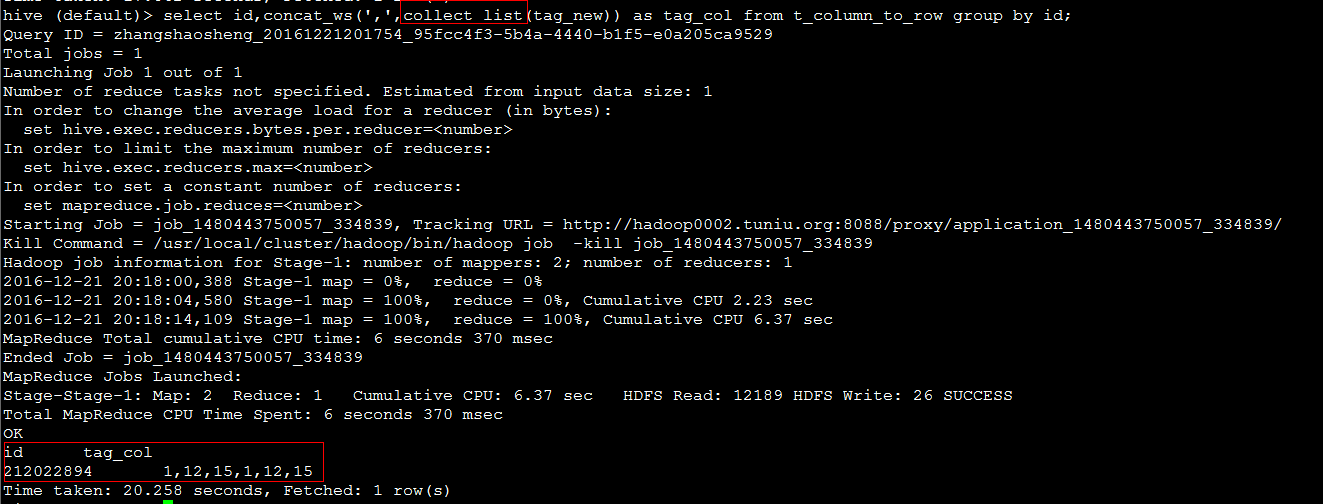 hive (default)> select id,concat_ws(',',collect_list(tag_new)) as tag_col from t_column_to_row group by id;
Query ID = zhangshaosheng_20161221201754_95fcc4f3-5b4a-4440-b1f5-e0a205ca9529
Total jobs = 1
Launching Job 1 out of 1
Number of reduce tasks not specified. Estimated from input data size: 1
In order to change the average load for a reducer (in bytes):
  set hive.exec.reducers.bytes.per.reducer=<number>
In order to limit the maximum number of reducers:
  set hive.exec.reducers.max=<number>
In order to set a constant number of reducers:
  set mapreduce.job.reduces=<number>
Starting Job = job_1480443750057_334839, Tracking URL = http://hadoop0002.tuniu.org:8088/proxy/application_1480443750057_334839/
Kill Command = /usr/local/cluster/hadoop/bin/hadoop job  -kill job_1480443750057_334839
Hadoop job information for Stage-1: number of mappers: 2; number of reducers: 1
2016-12-21 20:18:00,388 Stage-1 map = 0%,  reduce = 0%
2016-12-21 20:18:04,580 Stage-1 map = 100%,  reduce = 0%, Cumulative CPU 2.23 sec
2016-12-21 20:18:14,109 Stage-1 map = 100%,  reduce = 100%, Cumulative CPU 6.37 sec
MapReduce Total cumulative CPU time: 6 seconds 370 msec
Ended Job = job_1480443750057_334839
MapReduce Jobs Launched:
Stage-Stage-1: Map: 2  Reduce: 1   Cumulative CPU: 6.37 sec   HDFS Read: 12189 HDFS Write: 26 SUCCESS
Total MapReduce CPU Time Spent: 6 seconds 370 msec
OK
id      tag_col
212022894       1,12,15,1,12,15
Time taken: 20.258 seconds, Fetched: 1 row(s)